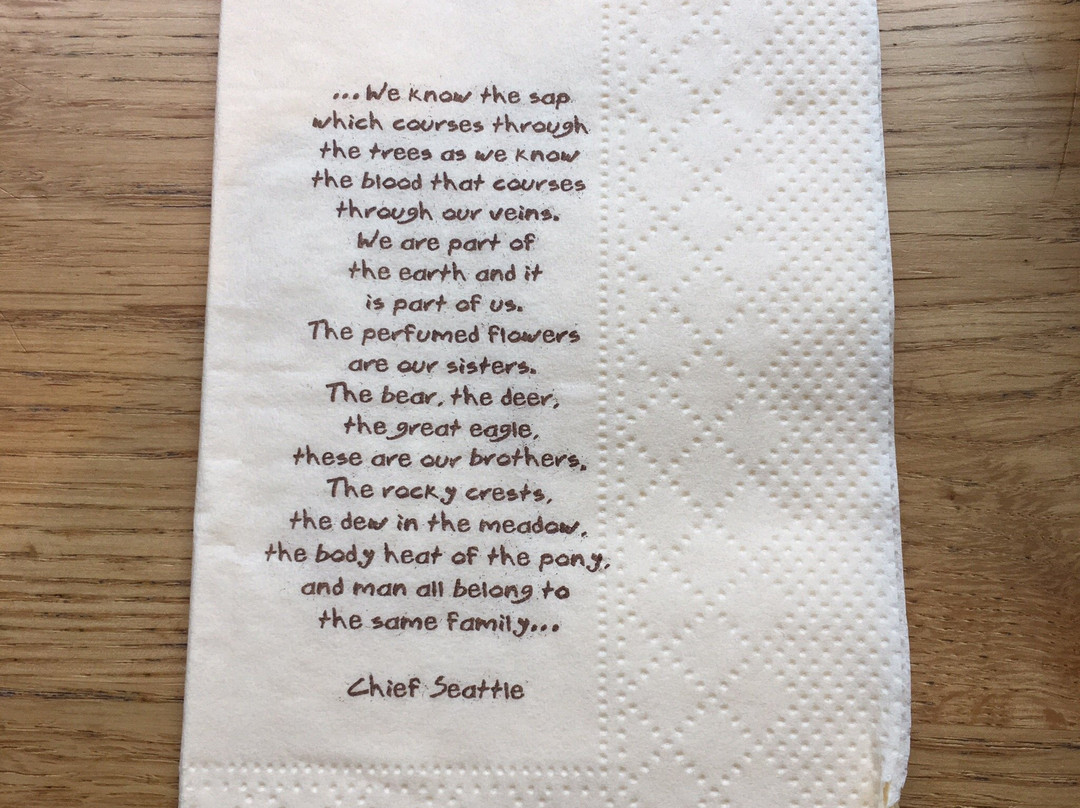 ...We know the sap
which courses through
the trees as we know
the blood that courses
through our veins.
We are part of
the earth and it
is part of us.
The perfumed flowers
are our sisters.
The bear, the deer,
the great eagle,
these are our brothers.
The rocky crests,
the dew in the meadow,
the body heat of the pony,
and man all belong to
the same family...
Chief Seattle